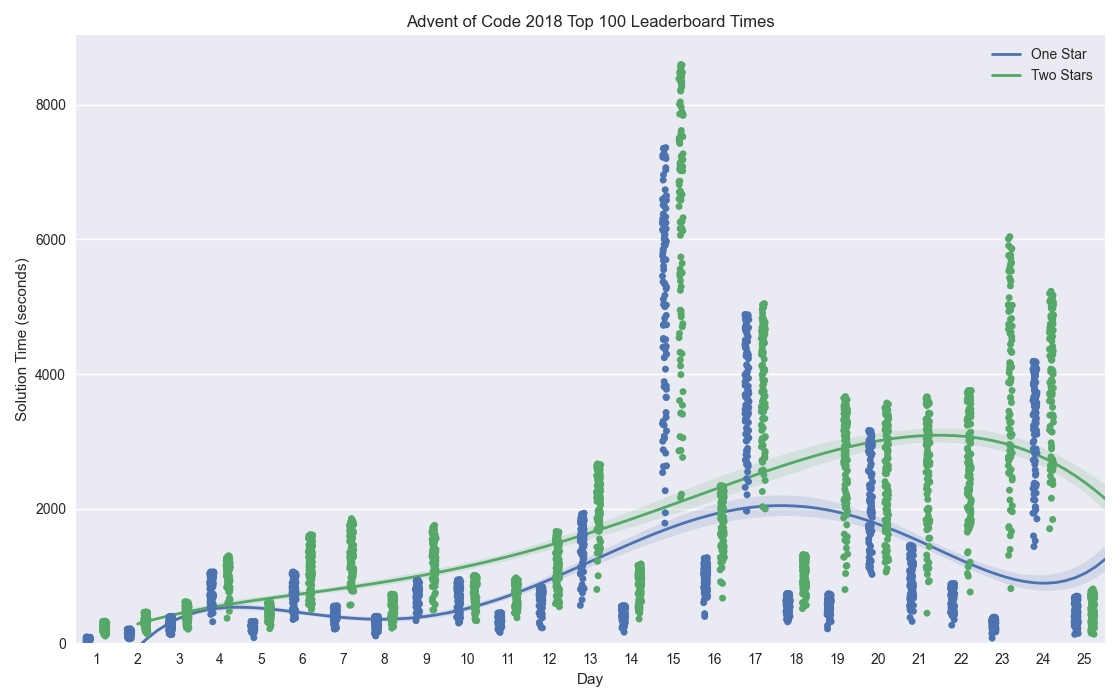 Advent of Code 2018 Top 100 Leaderboard Times
One Star
Two Stars
8000
6000
4000
2000
0
Solution Time (seconds)
1 2 3 4 5 6 7 8 9 10 11 12 13 14 15 16 17 18 19 20 21 22 23 24 25
Day